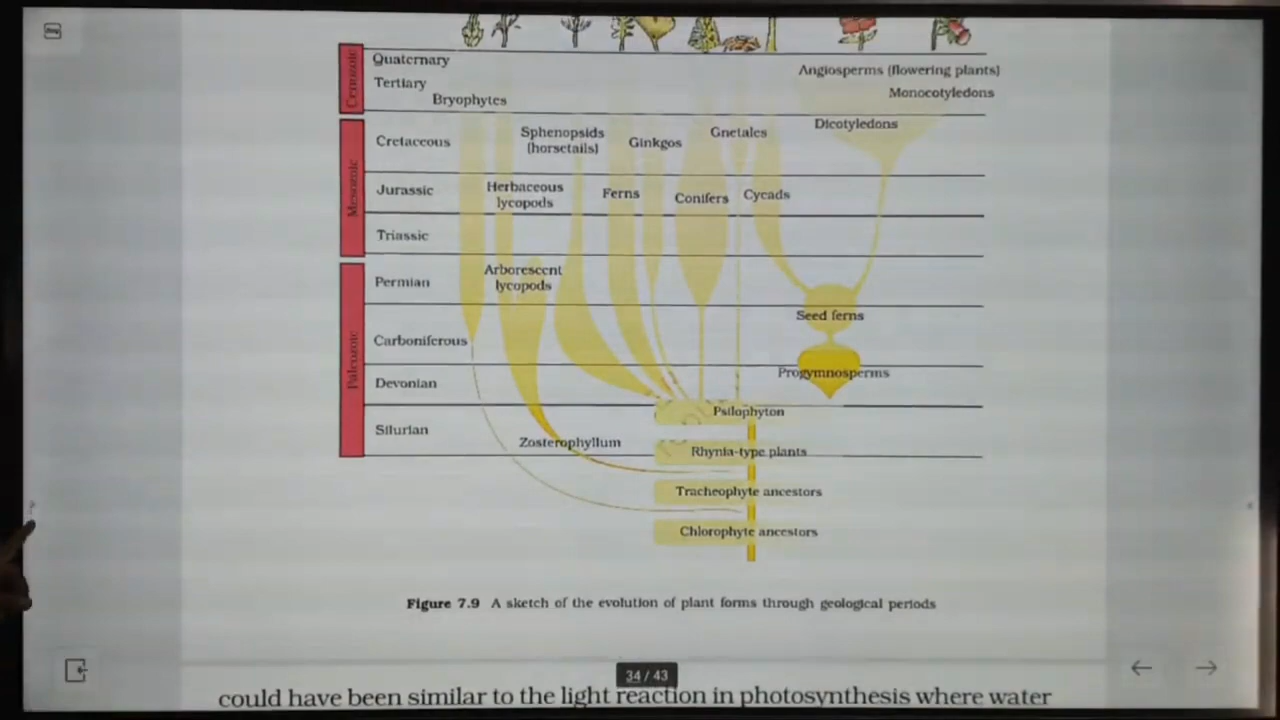 Cenozoic
Quaternary
Tertiary
Bryophytes
Angiosperms (flowering plants)
Monocotyledons
Dicotyledons
Mesozoic
Cretaceous
Sphenopsids
(horsetails)
Ginkgos
Gnetales
Jurassic
Herbaceous
lycopods
Ferns
Conifers
Cycads
Triassic
Paleozoic
Permian
Arborescent
lycopods
Seed ferns
Carboniferous
Progymnosperms
Devonian
Psilophyton
Silurian
Zosterophyllum
Rhynia-type plants
Tracheophyte ancestors
Chlorophyte ancestors
Figure 7.9 A sketch of the evolution of plant forms through geological periods
34 / 43
could have been similar to the light reaction in photosynthesis where water